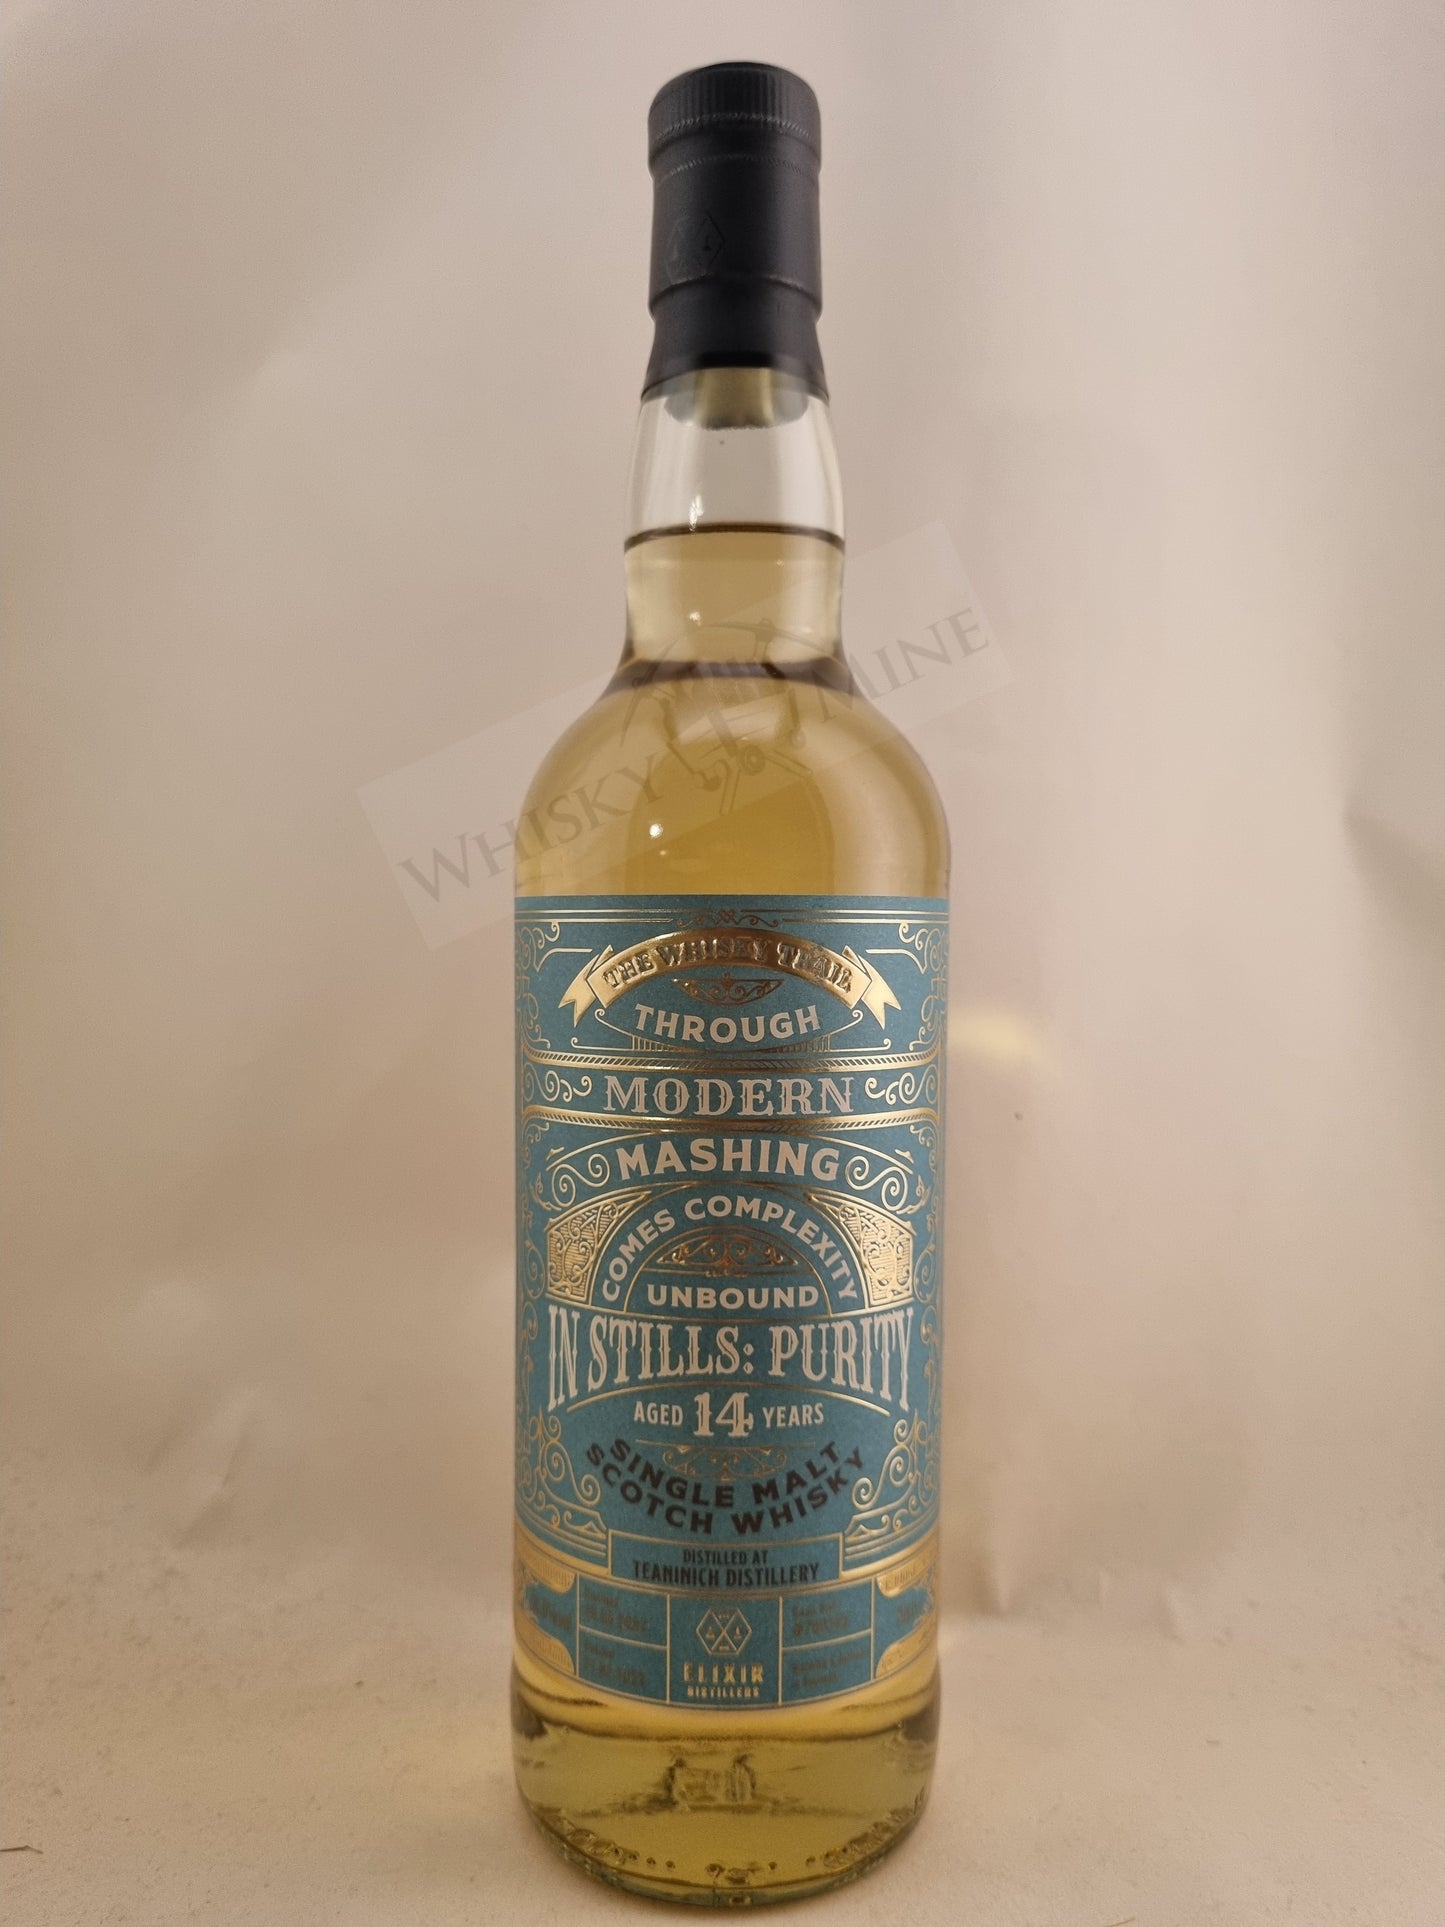 WHISKY MINE
THE WHISKY TRAIL
THROUGH
MODERN
MASHING
COMES COMPLEXITY
UNBOUND
IN STILLS: PURITY
AGED 14 YEARS
SINGLE MALT
SCOTCH WHISKY
DISTILLED AT
TEANINICH DISTILLERY
ELIXIR
DISTILLERS